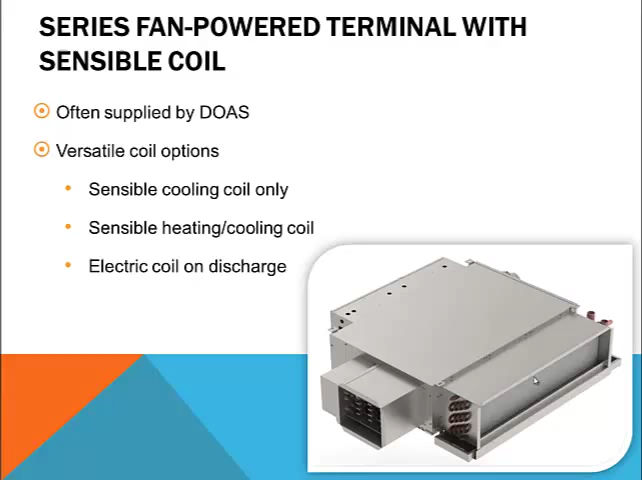 SERIES FAN-POWERED TERMINAL WITH
SENSIBLE COIL
Often supplied by DOAS
Versatile coil options
Sensible cooling coil only
Sensible heating/cooling coil
Electric coil on discharge